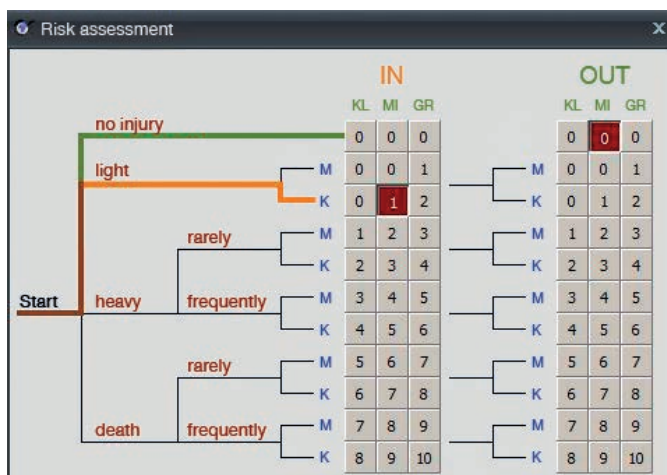 Risk assessment X
IN OUT
KL MI GR KL MI GR
no injury 0 0 0 0 0 0
light M 0 0 1 M 0 0 1
K 0 1 2 K 0 1 2
rarely M 1 2 3 M 1 2 3
K 2 3 4 K 2 3 4
Start heavy frequently M 3 4 5 M 3 4 5
K 4 5 6 K 4 5 6
rarely M 5 6 7 M 5 6 7
K 6 7 8 K 6 7 8
death frequently M 7 8 9 M 7 8 9
K 8 9 10 K 8 9 10